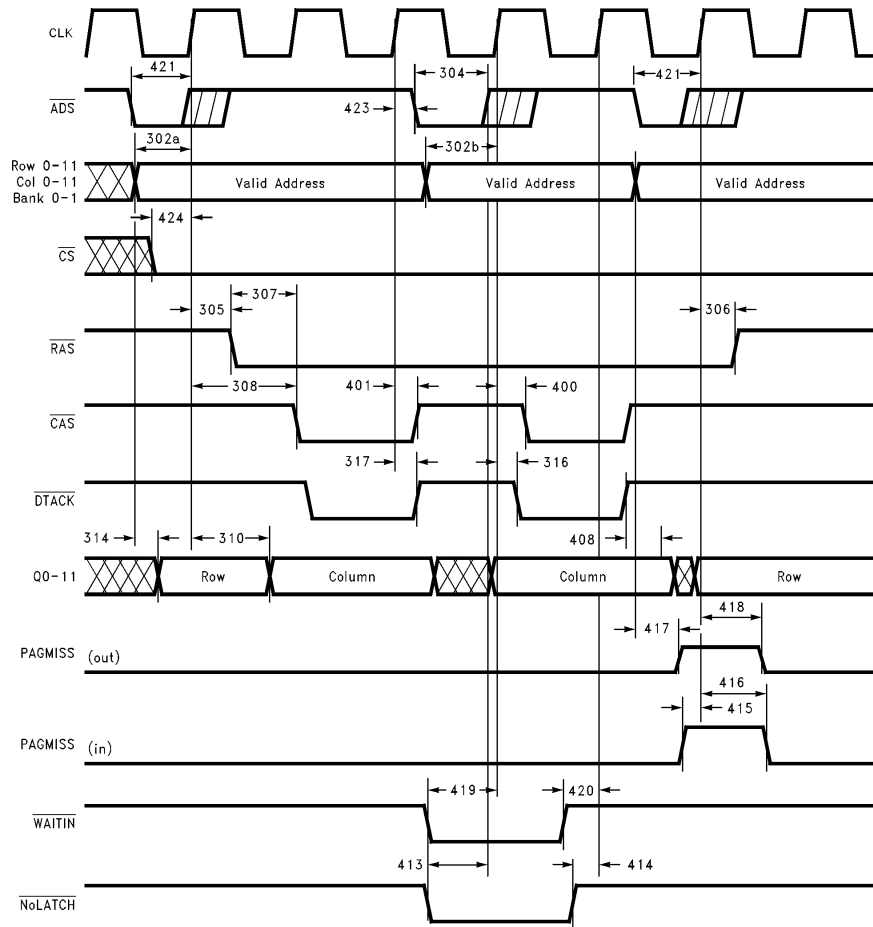 CLK
421
304
421
ADS
423
302a
302b
Row 0-11
Col 0-11
Bank 0-1
Valid Address
Valid Address
Valid Address
424
CS
307
305
306
RAS
308
401
400
CAS
317
316
DTACK
314
310
408
Q0-11
Row
Column
Column
Row
418
417
PAGMISS (out)
416
415
PAGMISS (in)
419
420
WAITIN
413
414
NoLATCH